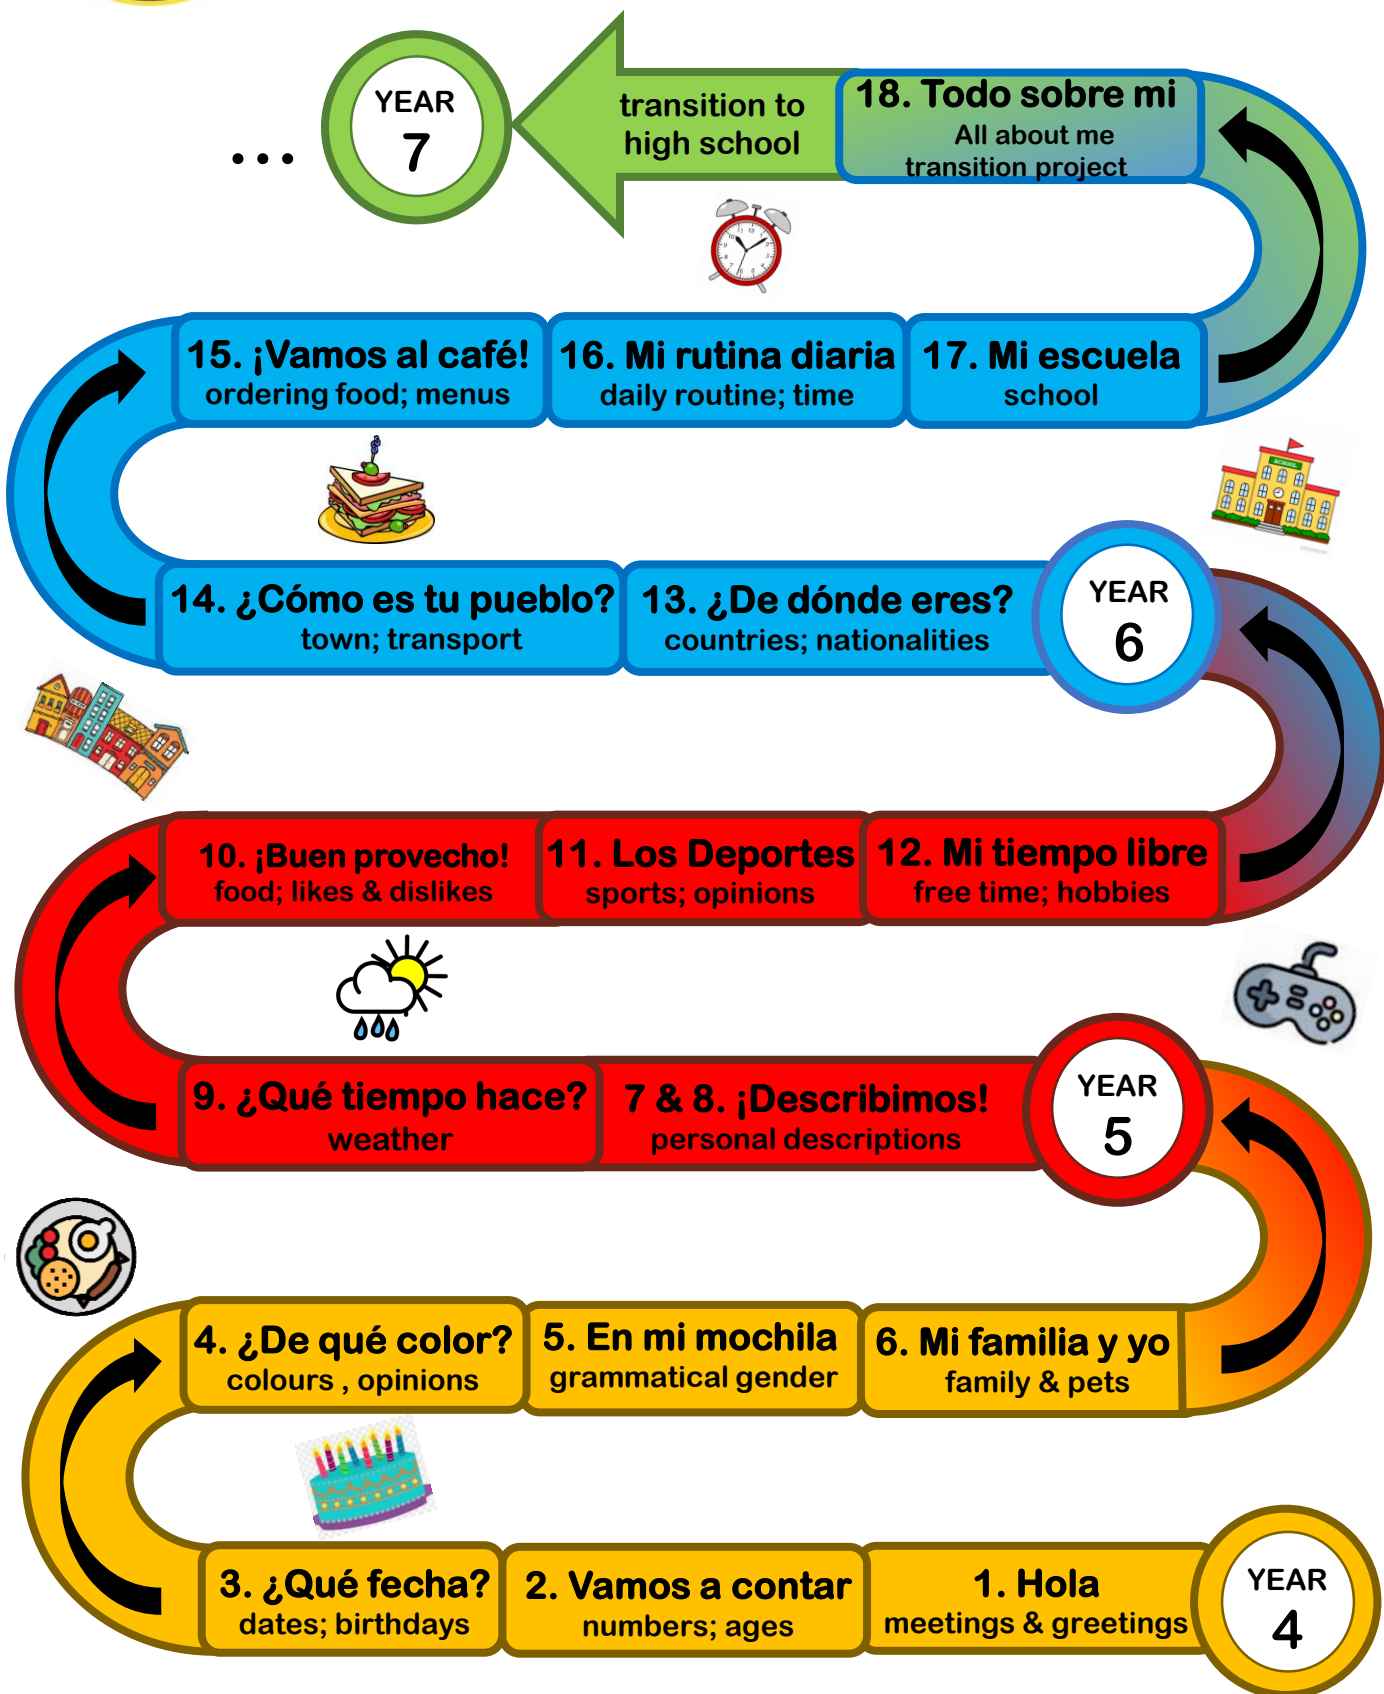 YEAR
7
...
transition to
high school
18. Todo sobre mi
All about me
transition project
15. ¡Vamos al café!
ordering food; menus
16. Mi rutina diaria
daily routine; time
17. Mi escuela
school
SCHOOL
14. ¿Cómo es tu pueblo?
town; transport
13. ¿De dónde eres?
countries; nationalities
YEAR
6
10. ¡Buen provecho!
food; likes & dislikes
11. Los Deportes
sports; opinions
12. Mi tiempo libre
free time; hobbies
9. ¿Qué tiempo hace?
weather
7 & 8. ¡Describimos!
personal descriptions
YEAR
5
4. ¿De qué color?
colours , opinions
5. En mi mochila
grammatical gender
6. Mi familia y yo
family & pets
3. ¿Qué fecha?
dates; birthdays
2. Vamos a contar
numbers; ages
1. Hola
meetings & greetings
YEAR
4